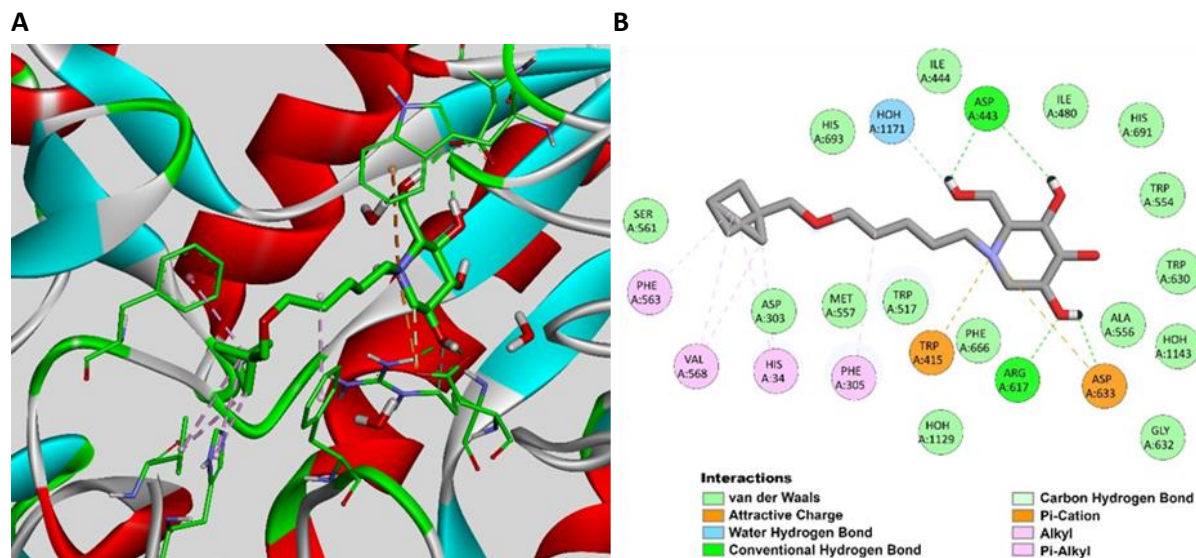 A
B
ILE
A:444
ASP
A:443
ILE
A:480
HOH
A:1171
HIS
A:693
HIS
A:691
TRP
A:554
SER
A:561
TRP
A:630
PHE
A:563
ASP
A:303
MET
A:557
TRP
A:517
ALA
A:556
HOH
A:1143
PHE
A:666
TRP
A:415
VAL
A:568
HIS
A:34
PHE
A:305
ARG
A:617
ASP
A:633
HOH
A:1129
GLY
A:632
Interactions
van der Waals
Attractive Charge
Water Hydrogen Bond
Conventional Hydrogen Bond
Carbon Hydrogen Bond
Pi-Cation
Alkyl
Pi-Alkyl